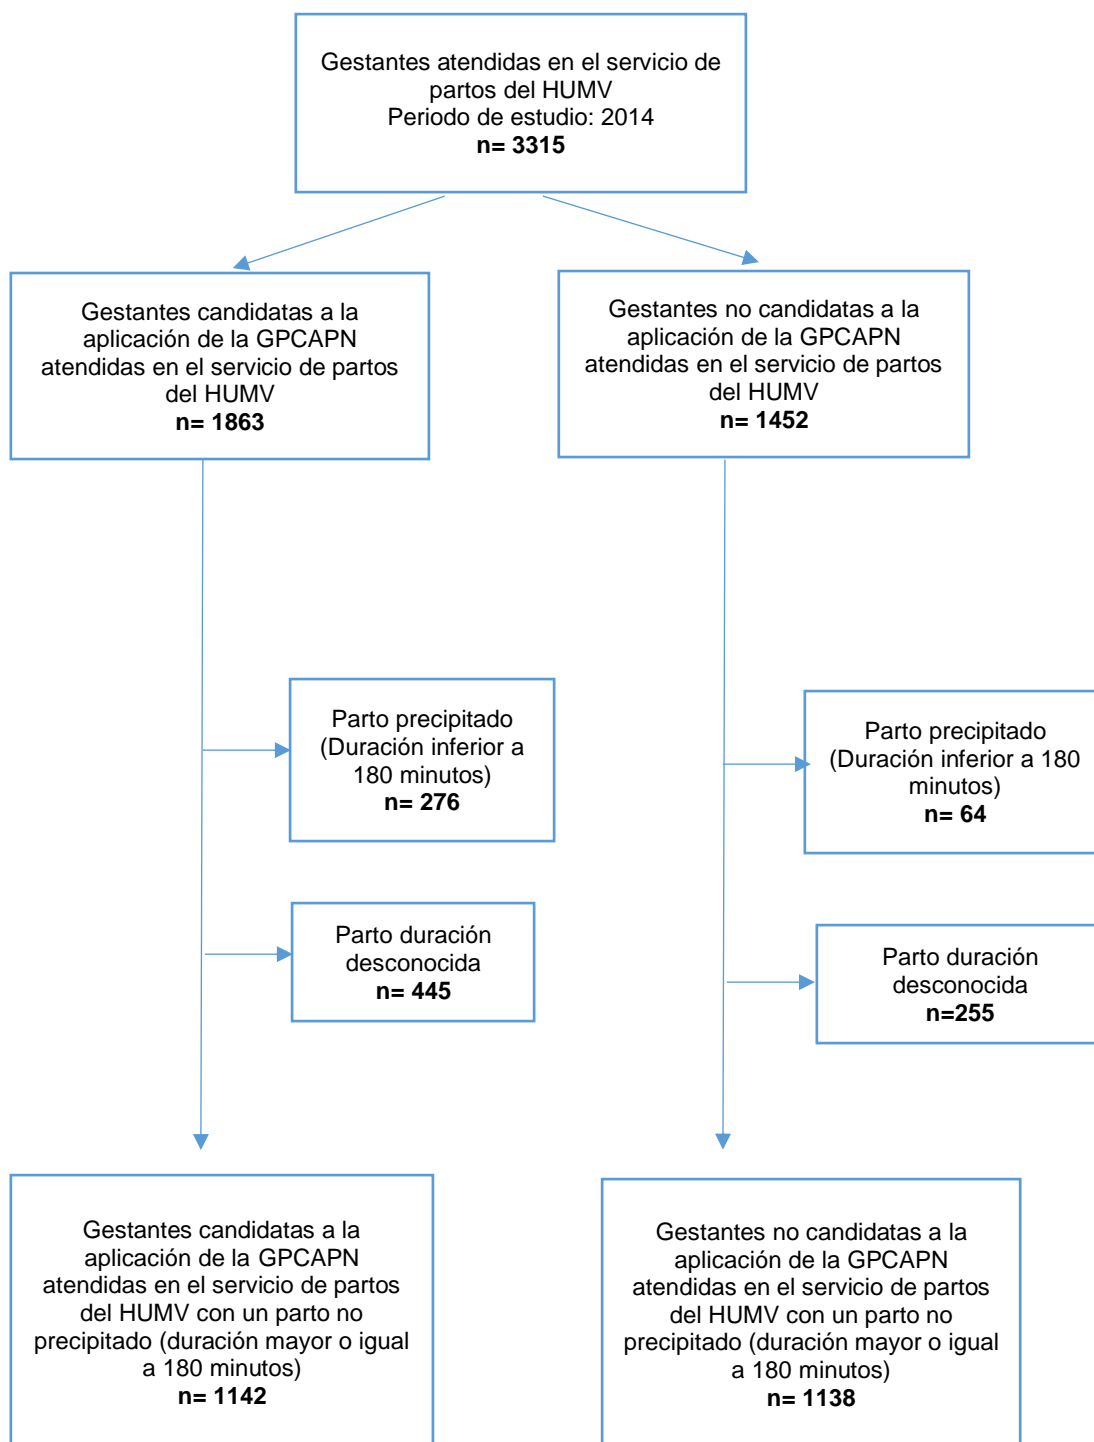 Gestantes atendidas en el servicio de
partos del HUMV
Periodo de estudio: 2014
n= 3315
Gestantes candidatas a la
aplicación de la GPCAPN
atendidas en el servicio de partos
del HUMV
n= 1863
Gestantes no candidatas a la
aplicación de la GPCAPN
atendidas en el servicio de partos
del HUMV
n= 1452
Parto precipitado
(Duración inferior a
180 minutos)
n= 276
Parto precipitado
(Duración inferior a 180
minutos)
n= 64
Parto duración
desconocida
n= 445
Parto duración
desconocida
n=255
Gestantes candidatas a la
aplicación de la GPCAPN
atendidas en el servicio de partos
del HUMV con un parto no
precipitado (duración mayor o igual
a 180 minutos)
n= 1142
Gestantes no candidatas a la
aplicación de la GPCAPN
atendidas en el servicio de partos
del HUMV con un parto no
precipitado (duración mayor o igual
a 180 minutos)
n= 1138